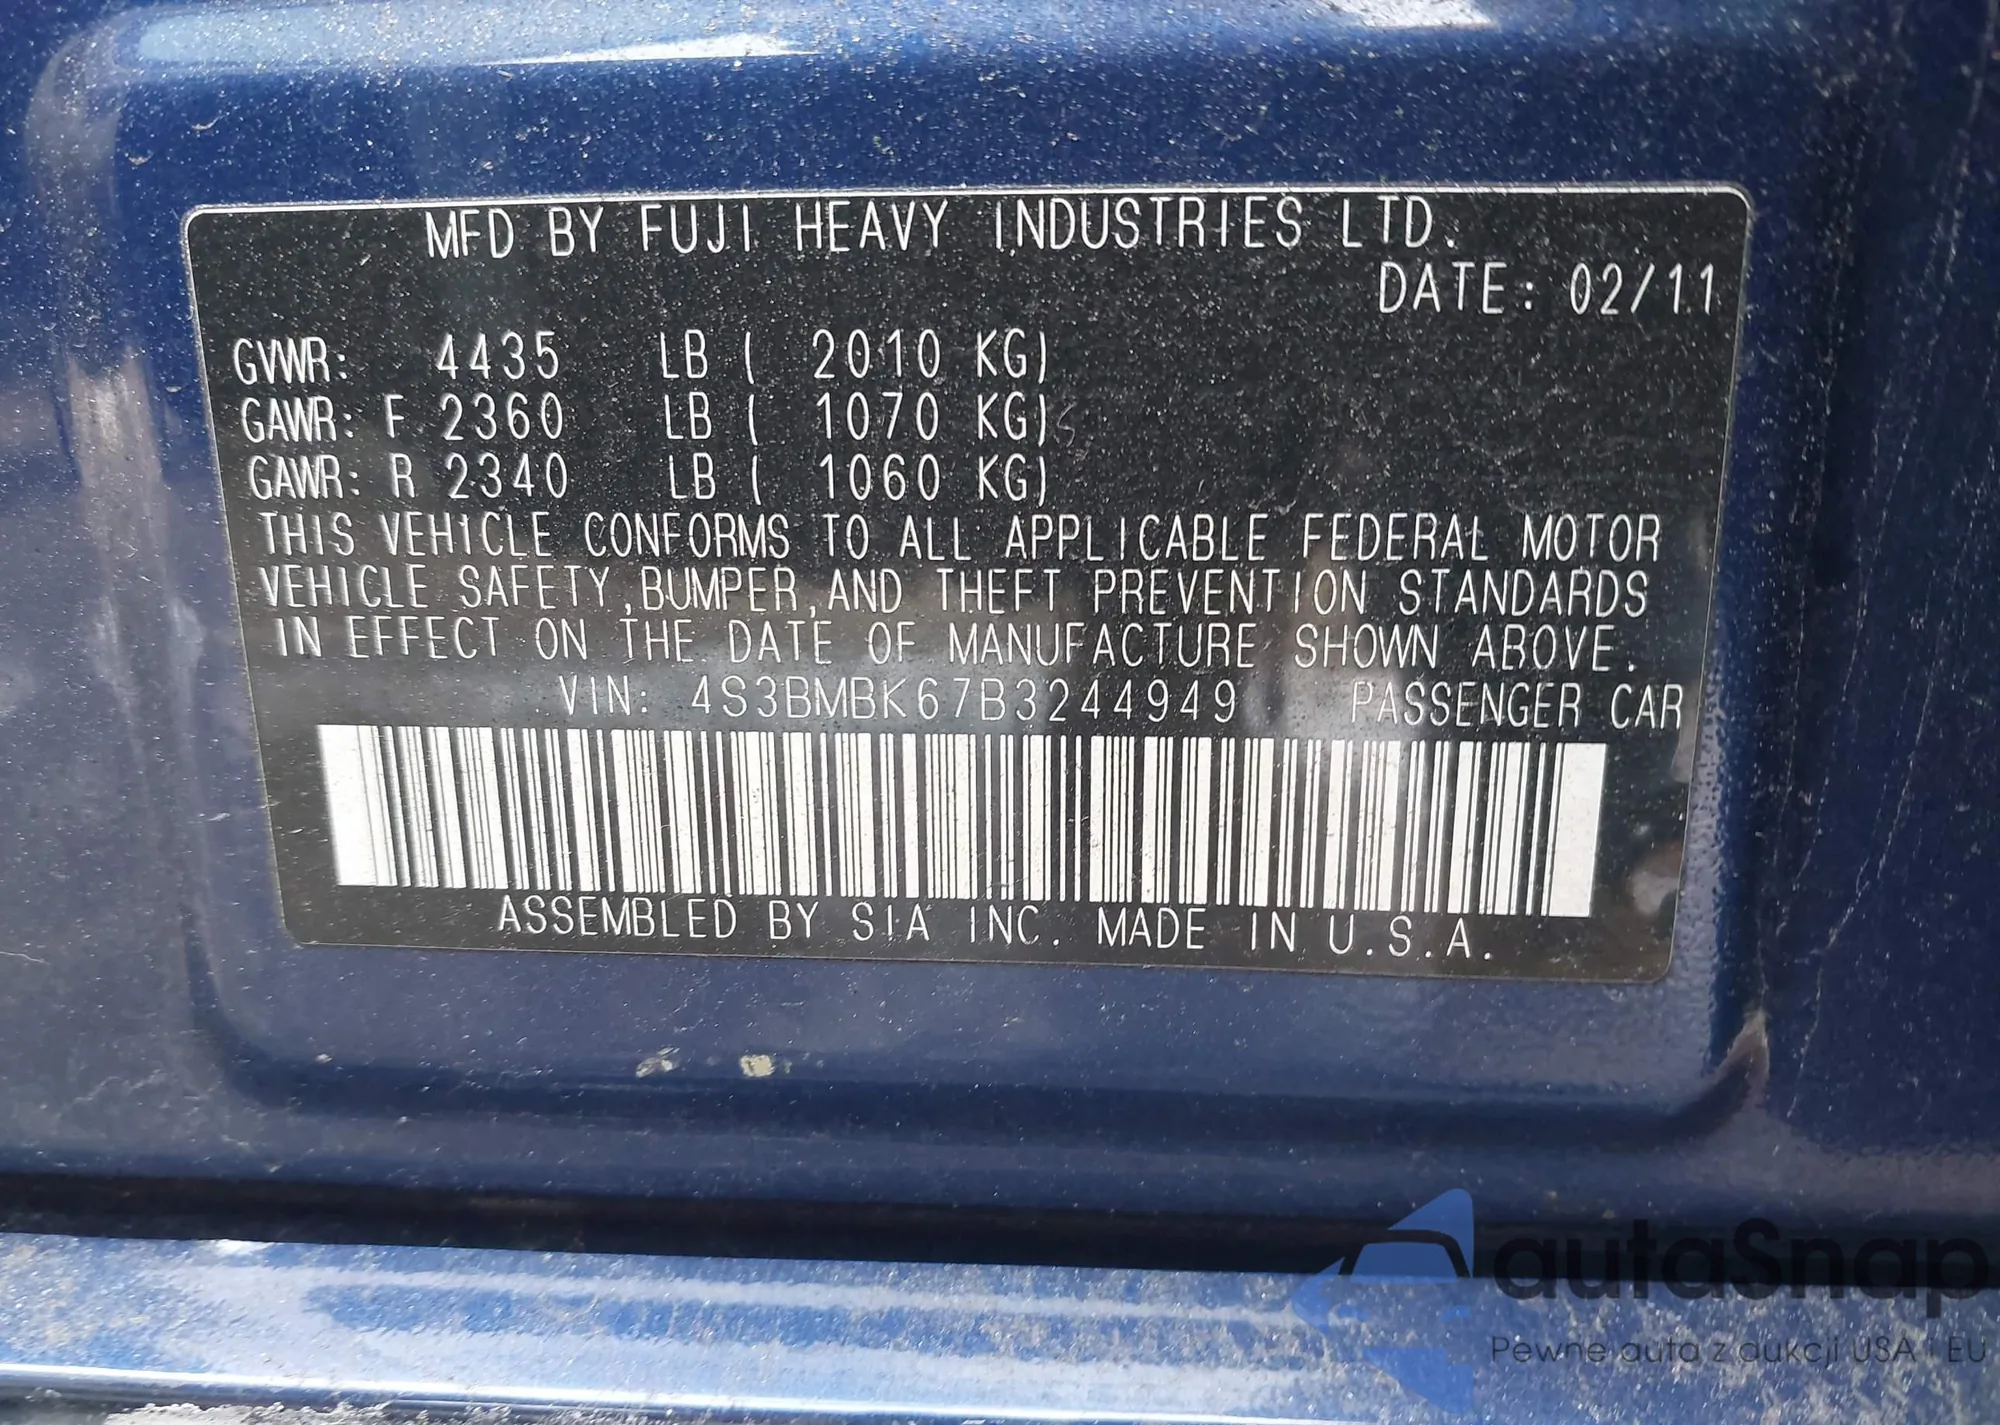 MFD BY FUJI HEAVY INDUSTRIES LTD.
DATE: 02/11
GVWR: 4435 LB ( 2010 KG)
GAWR: F 2360 LB ( 1070 KG)
GAWR: R 2340 LB ( 1060 KG)
THIS VEHICLE CONFORMS TO ALL APPLICABLE FEDERAL MOTOR
VEHICLE SAFETY,BUMPER,AND THEFT PREVENTION STANDARDS
IN EFFECT ON THE DATE OF MANUFACTURE SHOWN ABOVE.
VIN: 4S3BMBK67B3244949 PASSENGER CAR
ASSEMBLED BY SIA INC. MADE IN U.S.A.
autaSnap
Pewne auta z aukcji USA i EU